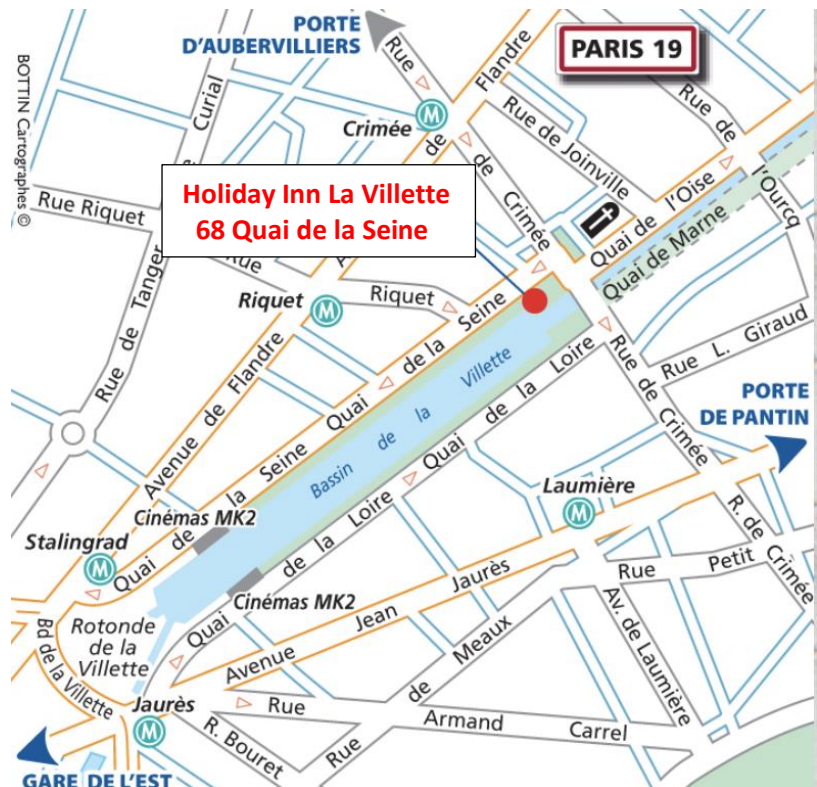 PORTE
D'AUBERVILLIERS
PARIS 19
BOTTIN Cartographes ©
Rue
de
Crimée
Flandre
de
Curial
Crimée
M
Rue de Joinville
Rue de
l'Ourcq
Holiday Inn La Villette
68 Quai de la Seine
Rue Riquet
Rue
Riquet
Quai de l'Oise
Quai de Marne
Riquet
M
Rue de Tanger
Avenue de Flandre
Quai de la Seine
Quai de la Seine
Bassin de la Villette
Quai de la Loire
Quai de la Loire
Rue L. Giraud
Rue de Crimée
PORTE
DE PANTIN
Laumière
M
R. de Crimée
Cinémas MK2
Stalingrad
M
Cinémas MK2
Rue Petit
Avenue Jean Jaurès
Av. de Laumière
Rotonde
de la
Villette
Bd de la Villette
Jaurès
M
Rue Armand Carrel
Rue de Meaux
R. Bouret
GARE DE L'EST